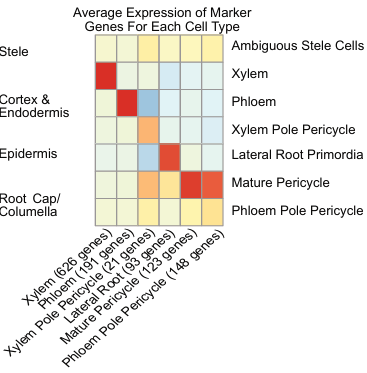 Average Expression of Marker
Genes For Each Cell Type
Stele
Cortex &
Endodermis
Epidermis
Root Cap/
Columella
Ambiguous Stele Cells
Xylem
Phloem
Xylem Pole Pericycle
Lateral Root Primordia
Mature Pericycle
Phloem Pole Pericycle
Xylem (626 genes)
Phloem (191 genes)
Xylem Pole Pericycle (21 genes)
Lateral Root (93 genes)
Mature Pericycle (123 genes)
Phloem Pole Pericycle (148 genes)